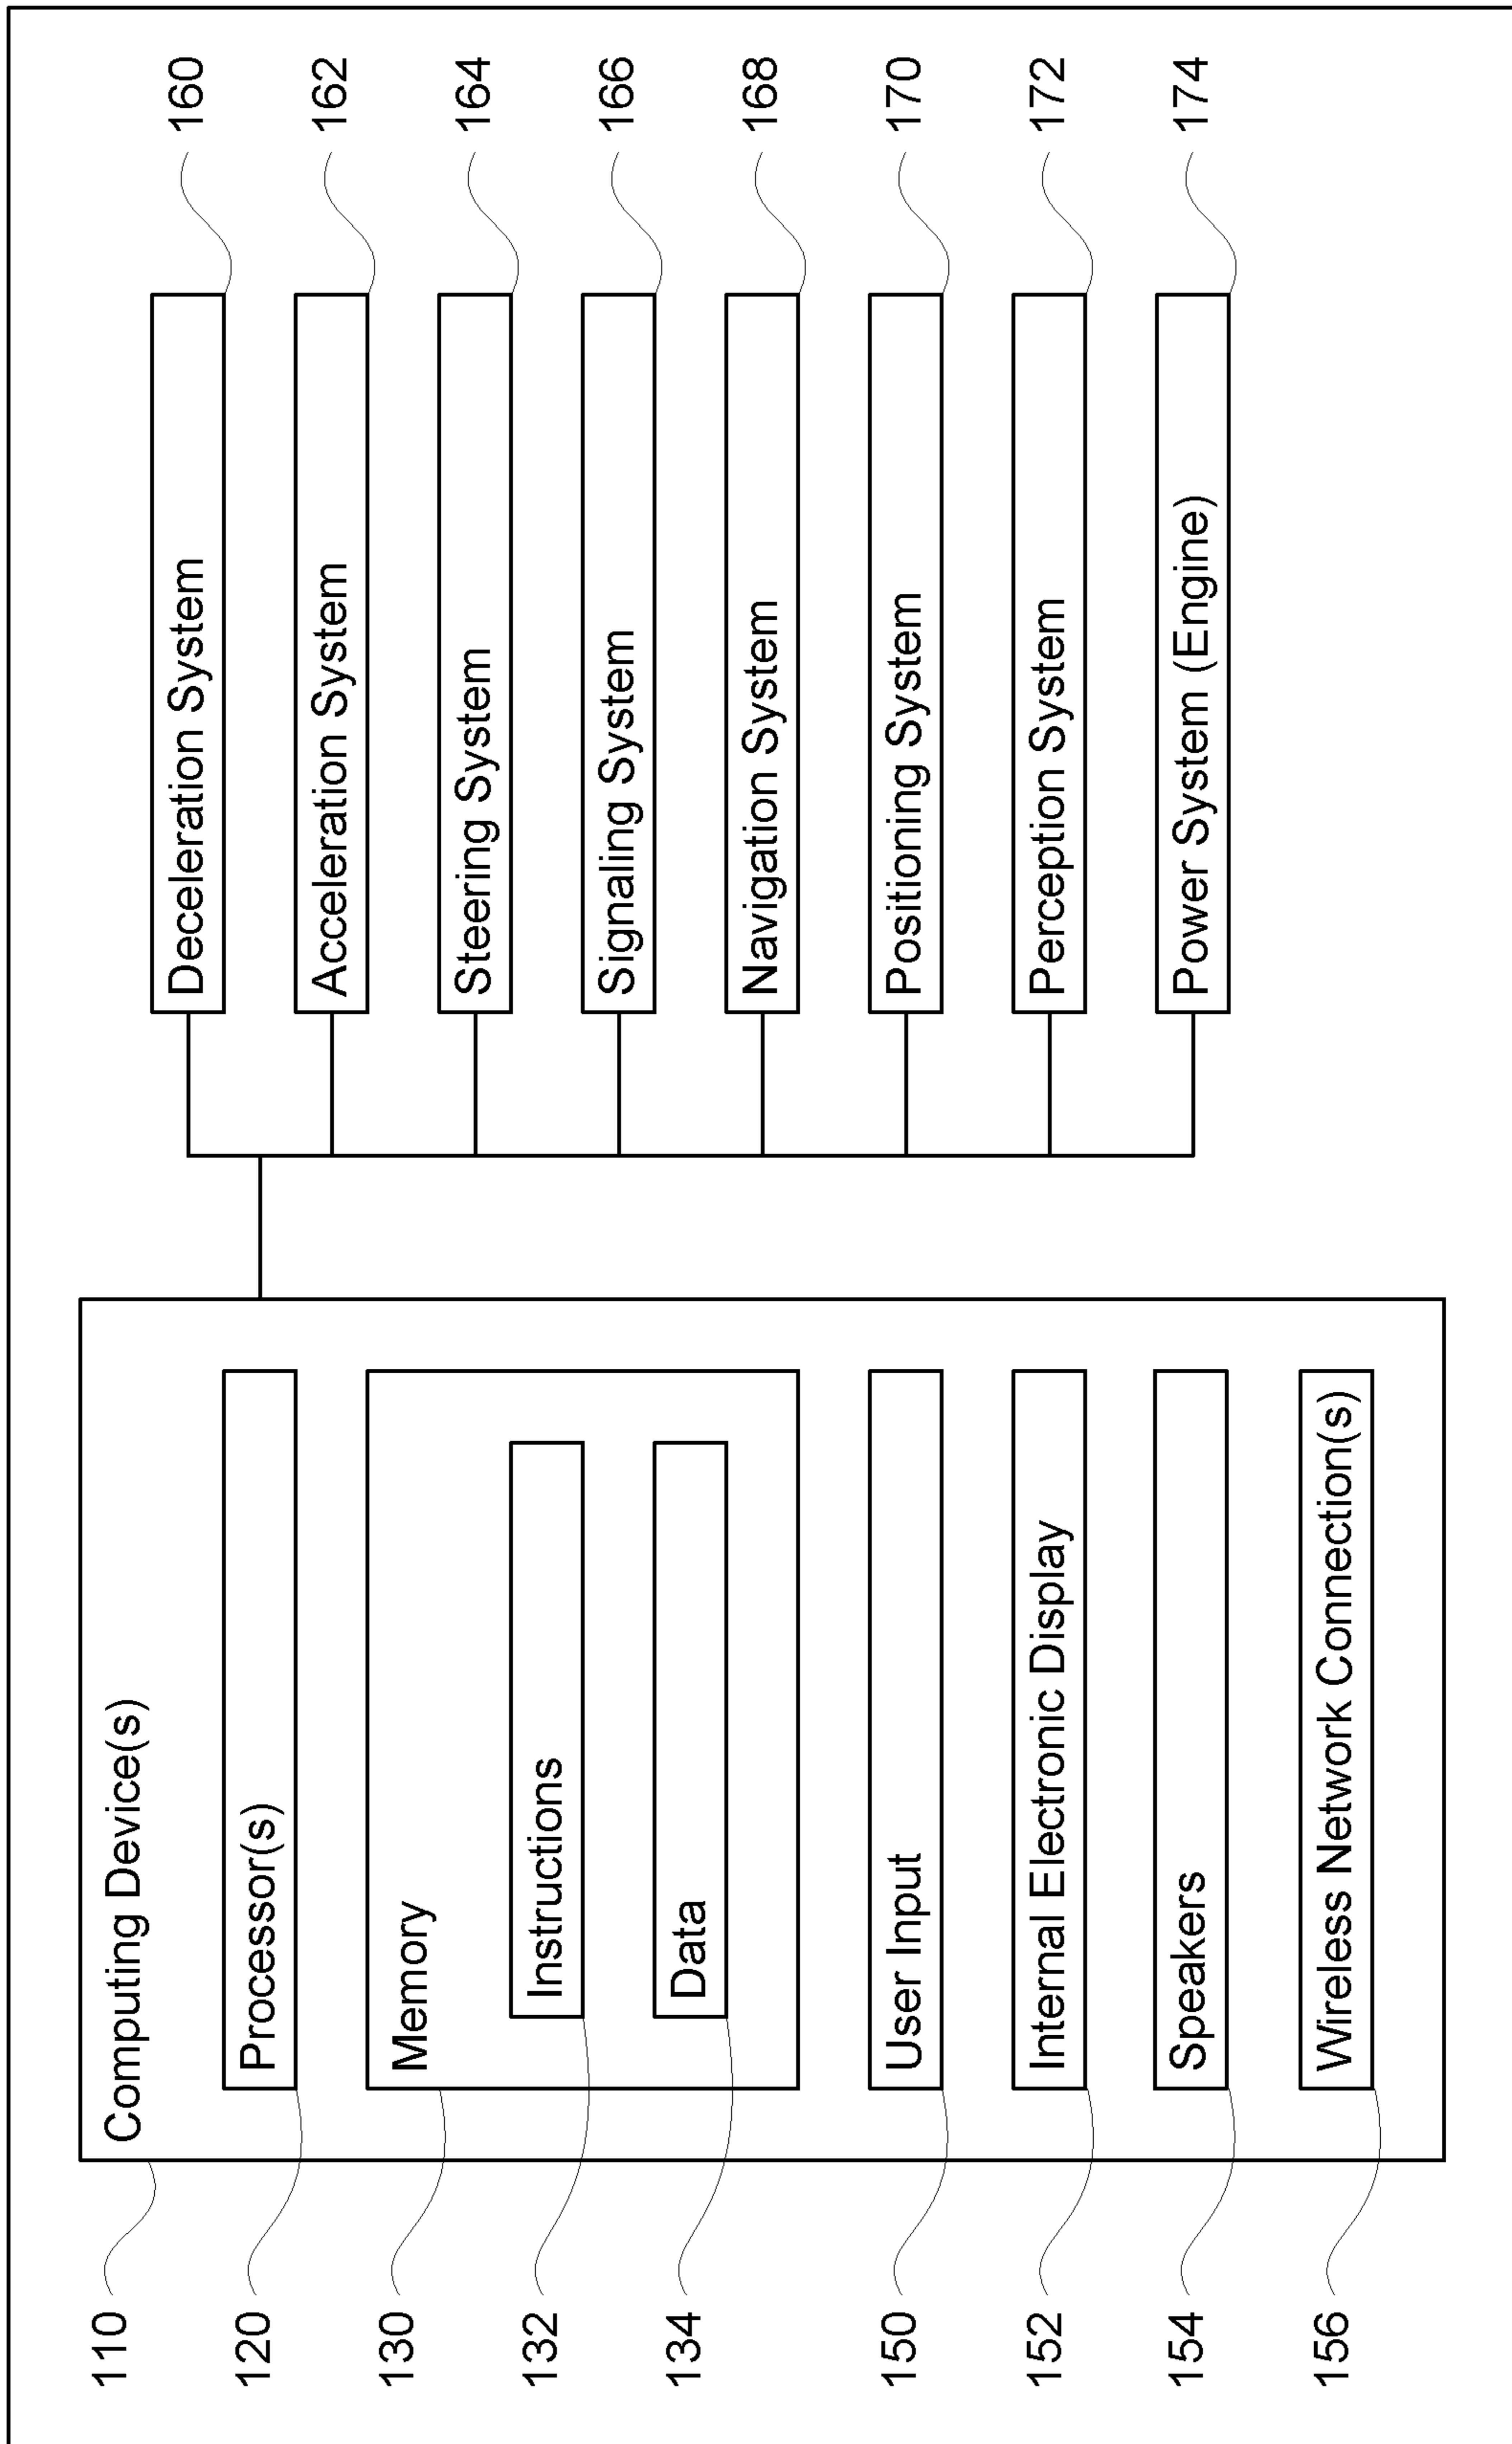 110
Computing Device(s)
120
Processor(s)
130
Memory
132
Instructions
134
Data
150
User Input
152
Internal Electronic Display
154
Speakers
156
Wireless Network Connection(s)
Deceleration System
160
Acceleration System
162
Steering System
164
Signaling System
166
Navigation System
168
Positioning System
170
Perception System
172
Power System (Engine)
174